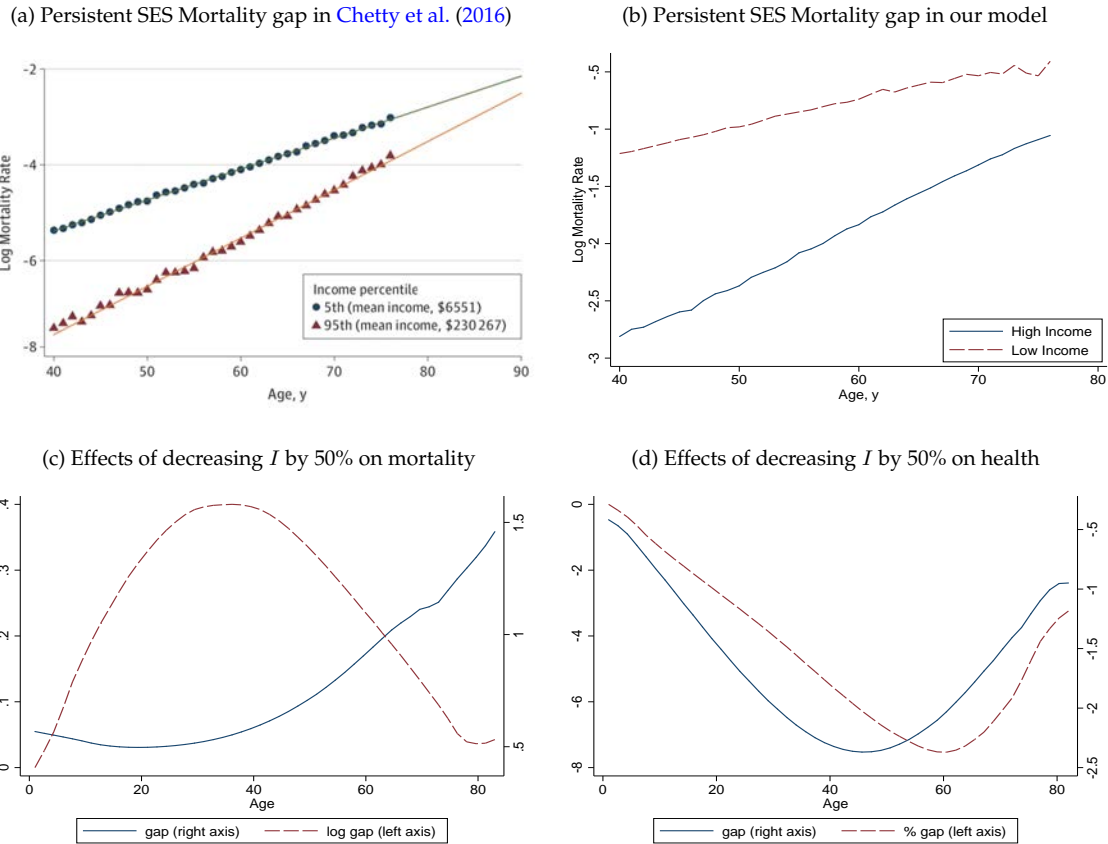 (a) Persistent SES Mortality gap in Chetty et al. (2016)
-2
-4
-6
-8
Log Mortality Rate
Income percentile
5th (mean income, $6551)
95th (mean income, $230 267)
40 50 60 70 80 90
Age, y
(b) Persistent SES Mortality gap in our model
-.5
-1
-1.5
-2
-2.5
-3
Log Mortality Rate
High Income
Low Income
40 50 60 70 80
Age, y
(c) Effects of decreasing I by 50% on mortality
.4
.3
.2
.1
0
1.5
1
.5
0 20 40 60 80
Age
gap (right axis) log gap (left axis)
(d) Effects of decreasing I by 50% on health
0
-2
-4
-6
-8
-.5
-1
-1.5
-2
-2.5
0 20 40 60 80
Age
gap (right axis) % gap (left axis)